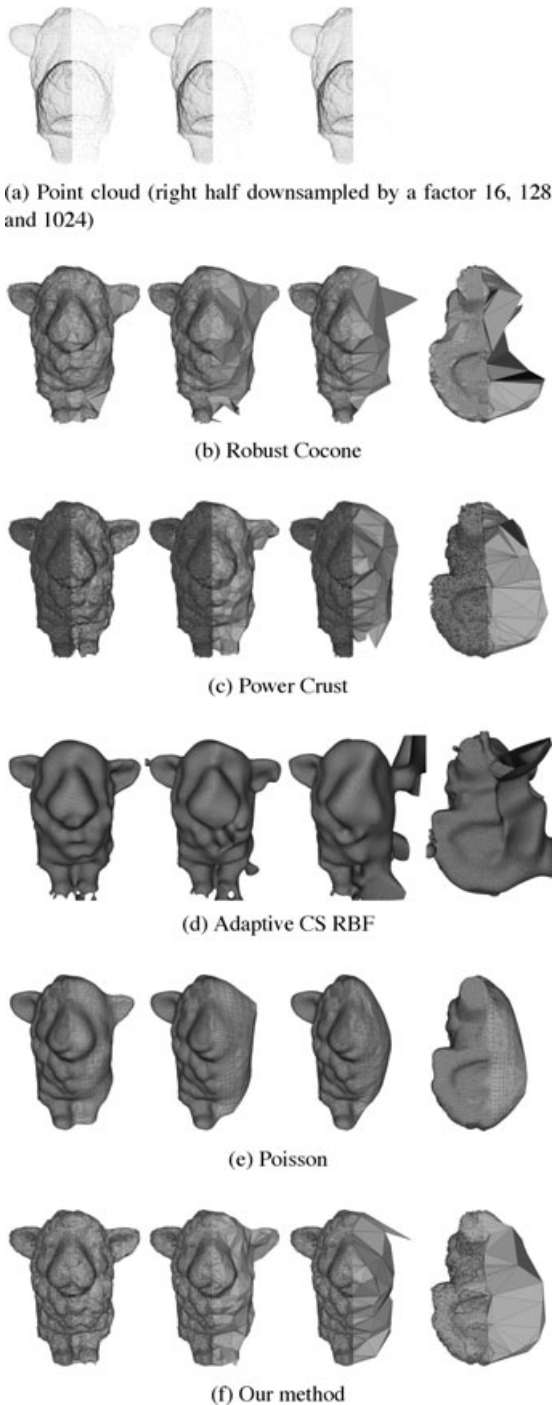 (a) Point cloud (right half downsampled by a factor 16, 128
and 1024)
(b) Robust Cocone
(c) Power Crust
(d) Adaptive CS RBF
(e) Poisson
(f) Our method